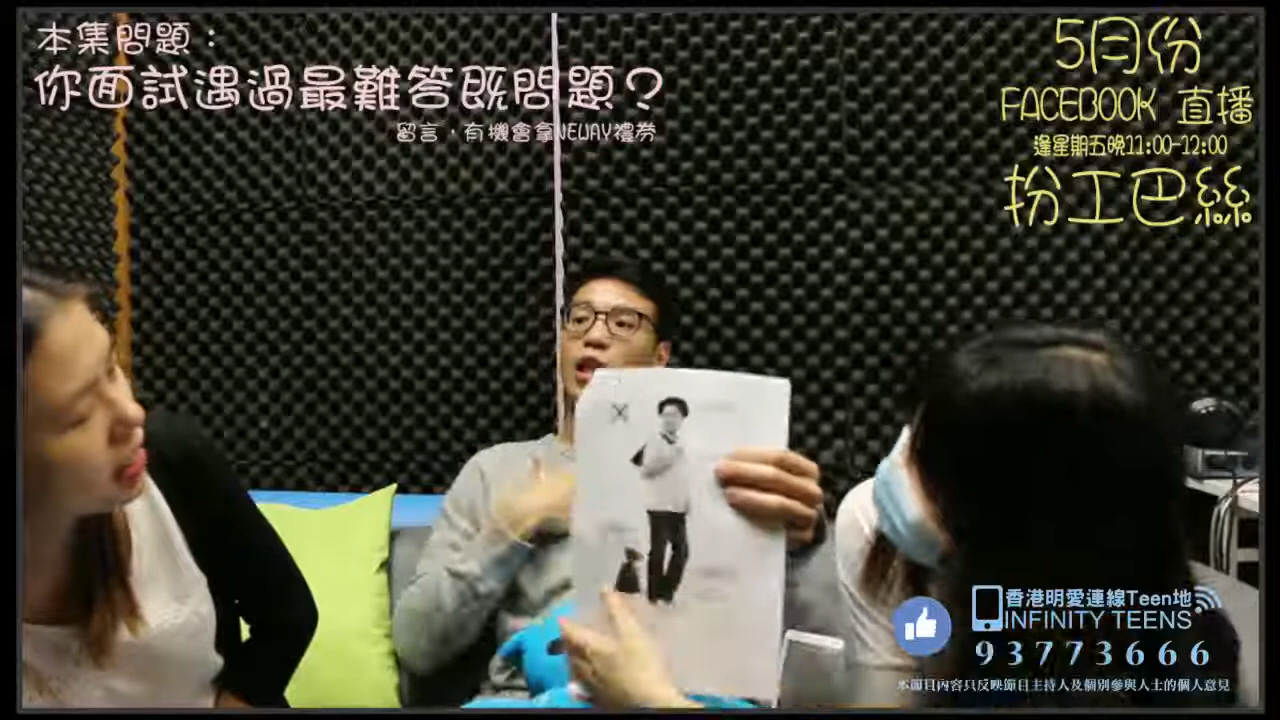 本集問題：
你面試遇過最難答既問題？
留言，有機會拿NEWAY禮券
5月份
FACEBOOK 直播
逢星期五晚11:00-12:00
扮工巴絲
香港明愛連線Teen地
INFINITY TEENS
93773666
本節目內容只反映節目主持人及個別參與人士的個人意見